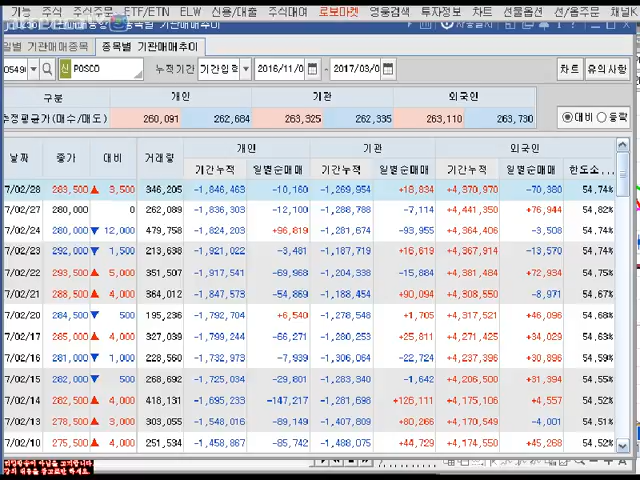 기능 주식 주식주문 ETF/ETN ELW 신용/대출 주식대여 로보마켓 영웅검색 투자정보 차트 선물옵션 선/옵주문 채널K
종목별 기관매매추이
일별 기관매매종목 종목별 기관매매추이
00549 신 POSCO 누적기간 기간입력 2016/11/0 ~ 2017/03/0 차트 유의사항
구분 개인 기관 외국인
추정평균가(매수/매도) 260,091 262,684 263,325 262,335 263,110 263,730 대비 등락
날짜 종가 대비 거래량 개인 기관 외국인
기간누적 일별순매매 기간누적 일별순매매 기간누적 일별순매매 한도소...
7/02/28 283,500 ▲ 3,500 346,205 -1,846,463 -10,160 -1,269,954 +18,834 +4,370,970 -70,380 54.74%
7/02/27 280,000 0 262,089 -1,836,303 -12,100 -1,288,788 -7,114 +4,441,350 +76,944 54.82%
7/02/24 280,000 ▼ 12,000 479,758 -1,824,203 +96,819 -1,281,674 -93,955 +4,364,406 -3,508 54.74%
7/02/23 292,000 ▼ 1,500 213,638 -1,921,022 -3,481 -1,187,719 +16,619 +4,367,914 -13,570 54.74%
7/02/22 293,500 ▲ 5,000 351,507 -1,917,541 -69,968 -1,204,338 -15,884 +4,381,484 +72,934 54.75%
7/02/21 288,500 ▲ 4,000 364,012 -1,847,573 -54,869 -1,188,454 +90,094 +4,308,550 -8,971 54.67%
7/02/20 284,500 ▼ 500 195,236 -1,792,704 +6,540 -1,278,548 +1,705 +4,317,521 +46,096 54.68%
7/02/17 285,000 ▲ 4,000 327,039 -1,799,244 -66,271 -1,280,253 +25,811 +4,271,425 +34,029 54.63%
7/02/16 281,000 ▼ 1,000 228,560 -1,732,973 -7,939 -1,306,064 -22,724 +4,237,396 +30,896 54.59%
7/02/15 282,000 ▼ 500 268,692 -1,725,034 -29,801 -1,283,340 -1,642 +4,206,500 +31,394 54.55%
7/02/14 282,500 ▲ 4,000 418,131 -1,695,233 -147,217 -1,281,698 +126,111 +4,175,106 +4,557 54.52%
7/02/13 278,500 ▲ 3,000 303,055 -1,548,016 -89,149 -1,407,809 +80,266 +4,170,549 -4,001 54.51%
7/02/10 275,500 ▲ 4,000 251,534 -1,458,867 -85,742 -1,488,075 +44,729 +4,174,550 +45,268 54.52%